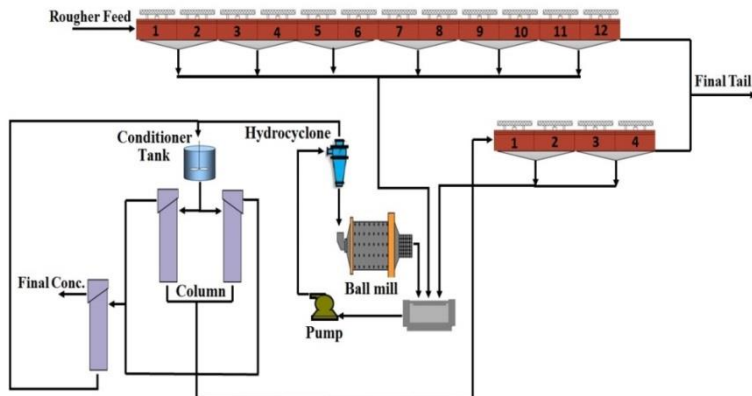 Rougher Feed
1 2 3 4 5 6 7 8 9 10 11 12
Final Tail
Conditioner
Tank
Hydrocyclone
1 2 3 4
Ball mill
Final Conc.
Column
Pump